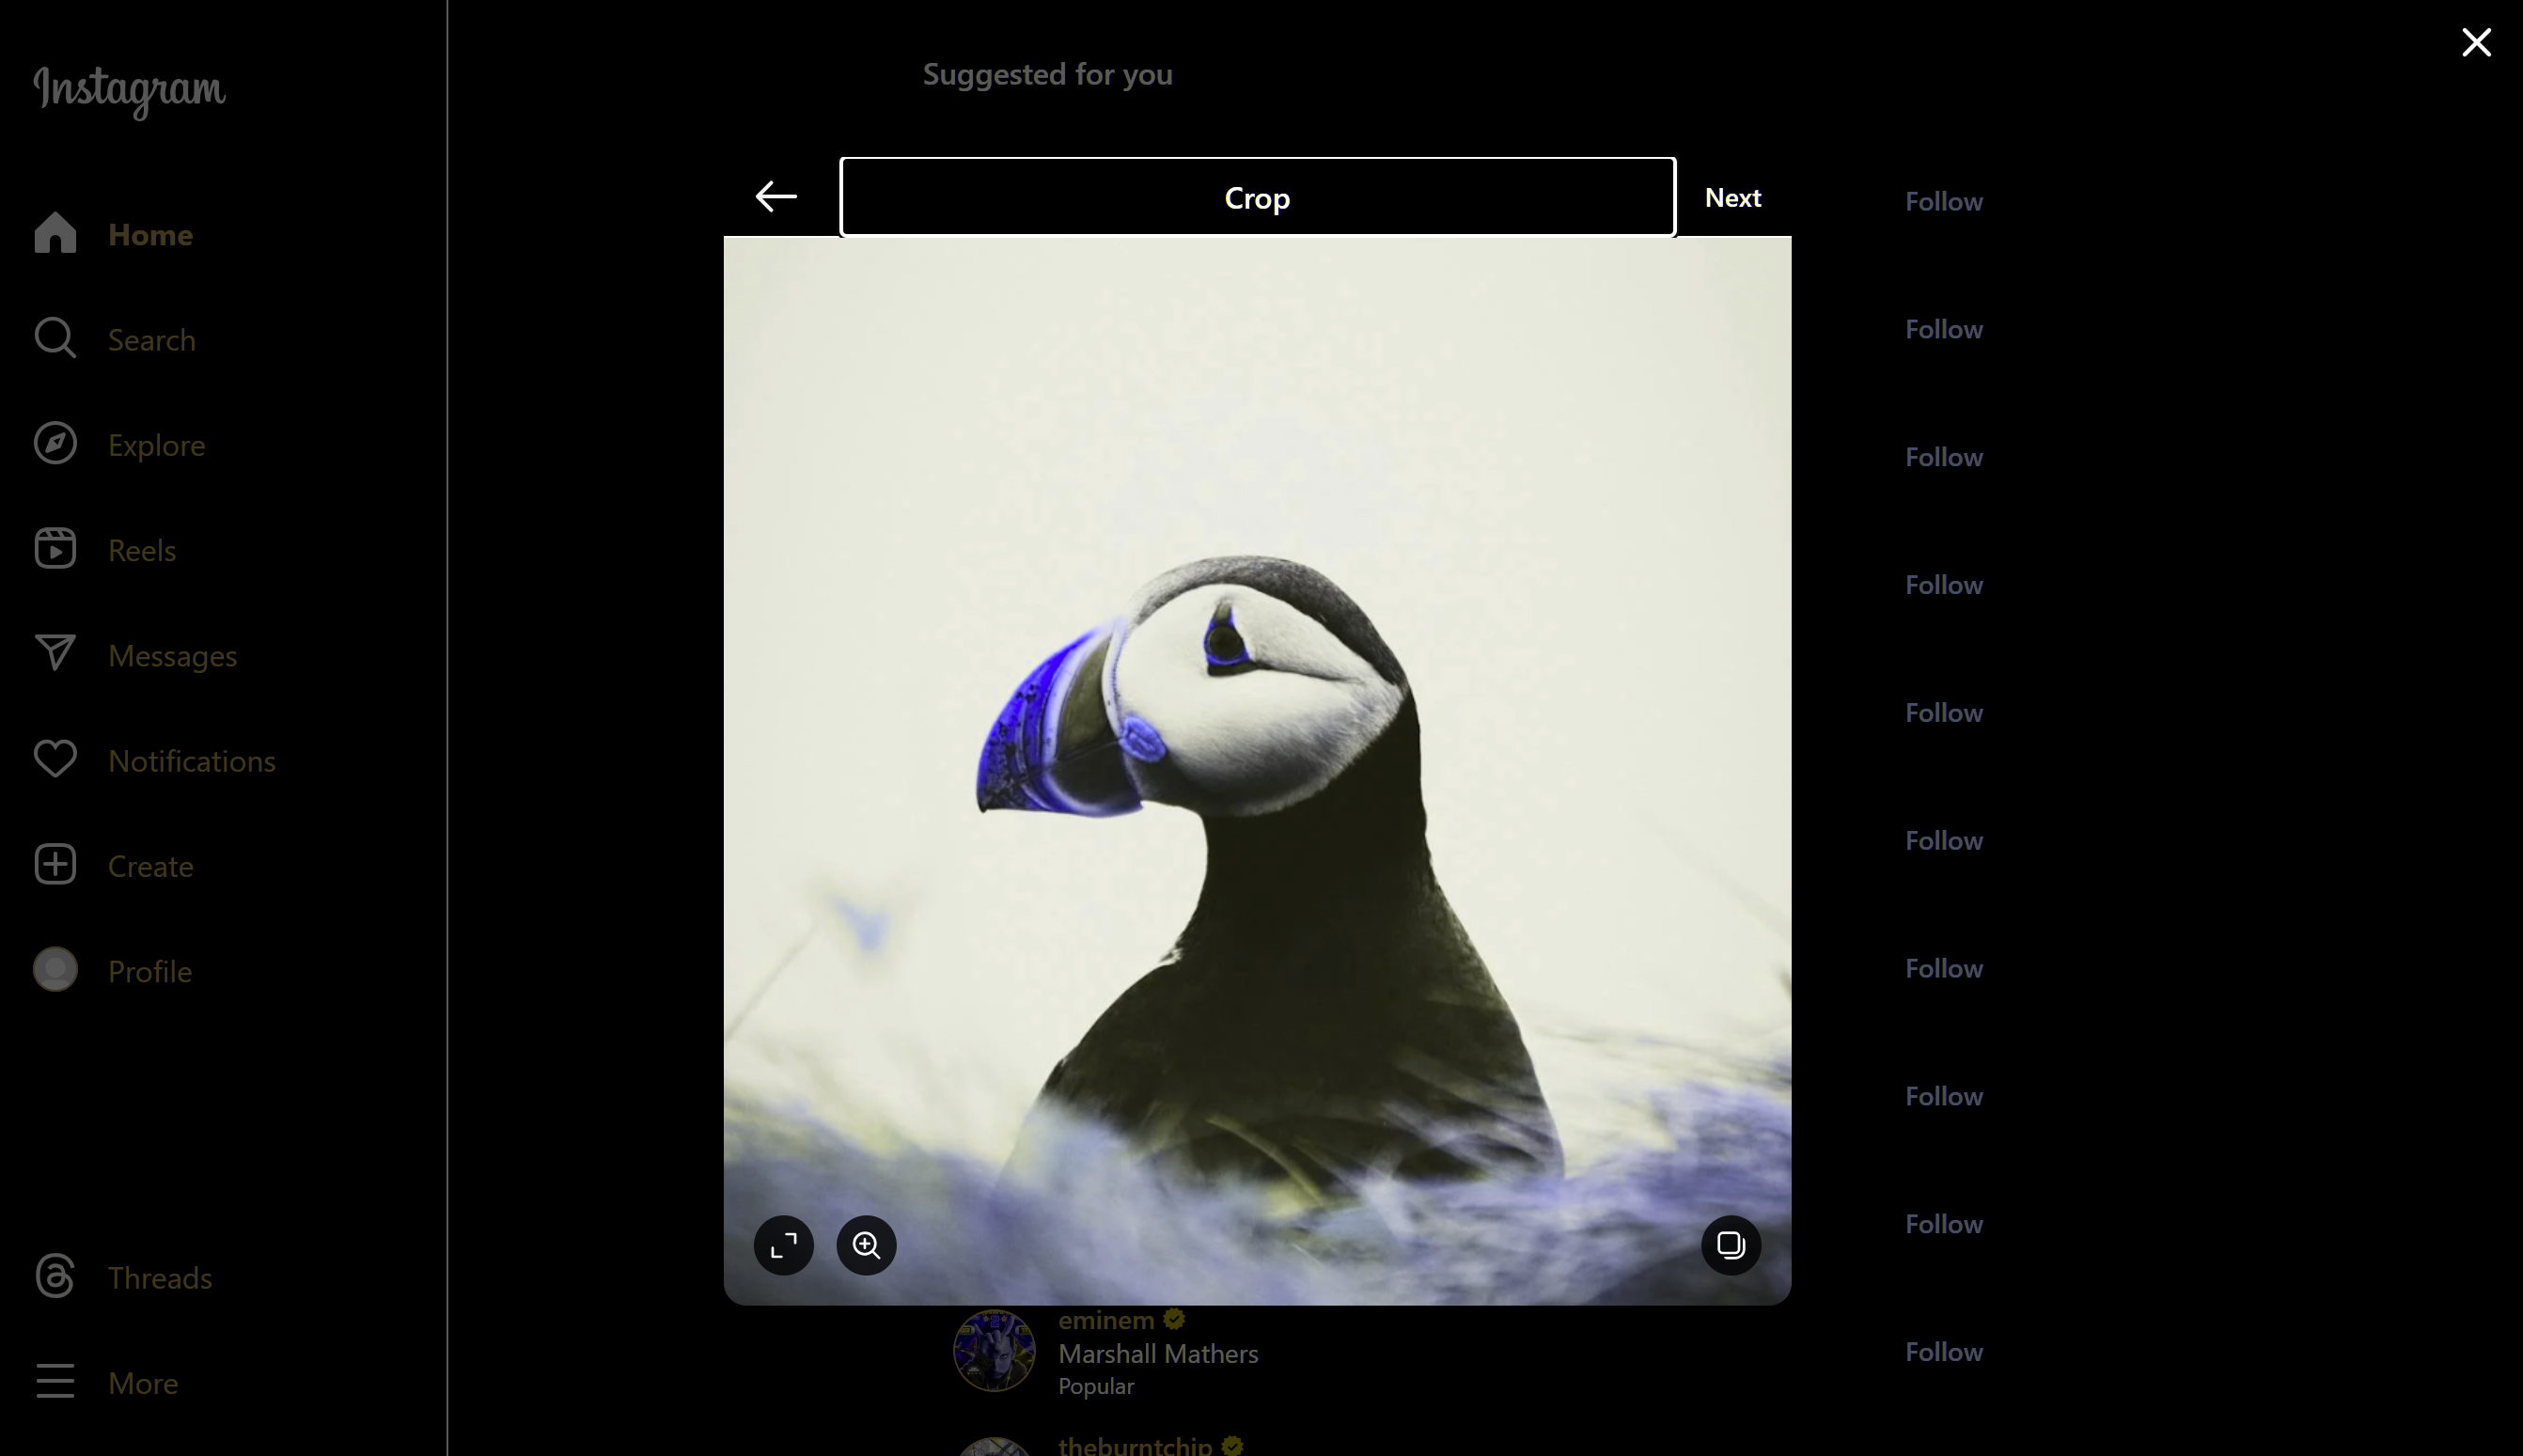 Instagram
Home
Search
Explore
Reels
Messages
Notifications
Create
Profile
Threads
More
Suggested for you
Crop
Next
Follow
Follow
Follow
Follow
Follow
Follow
Follow
Follow
Follow
eminem
Marshall Mathers
Popular
Follow
theburntchip